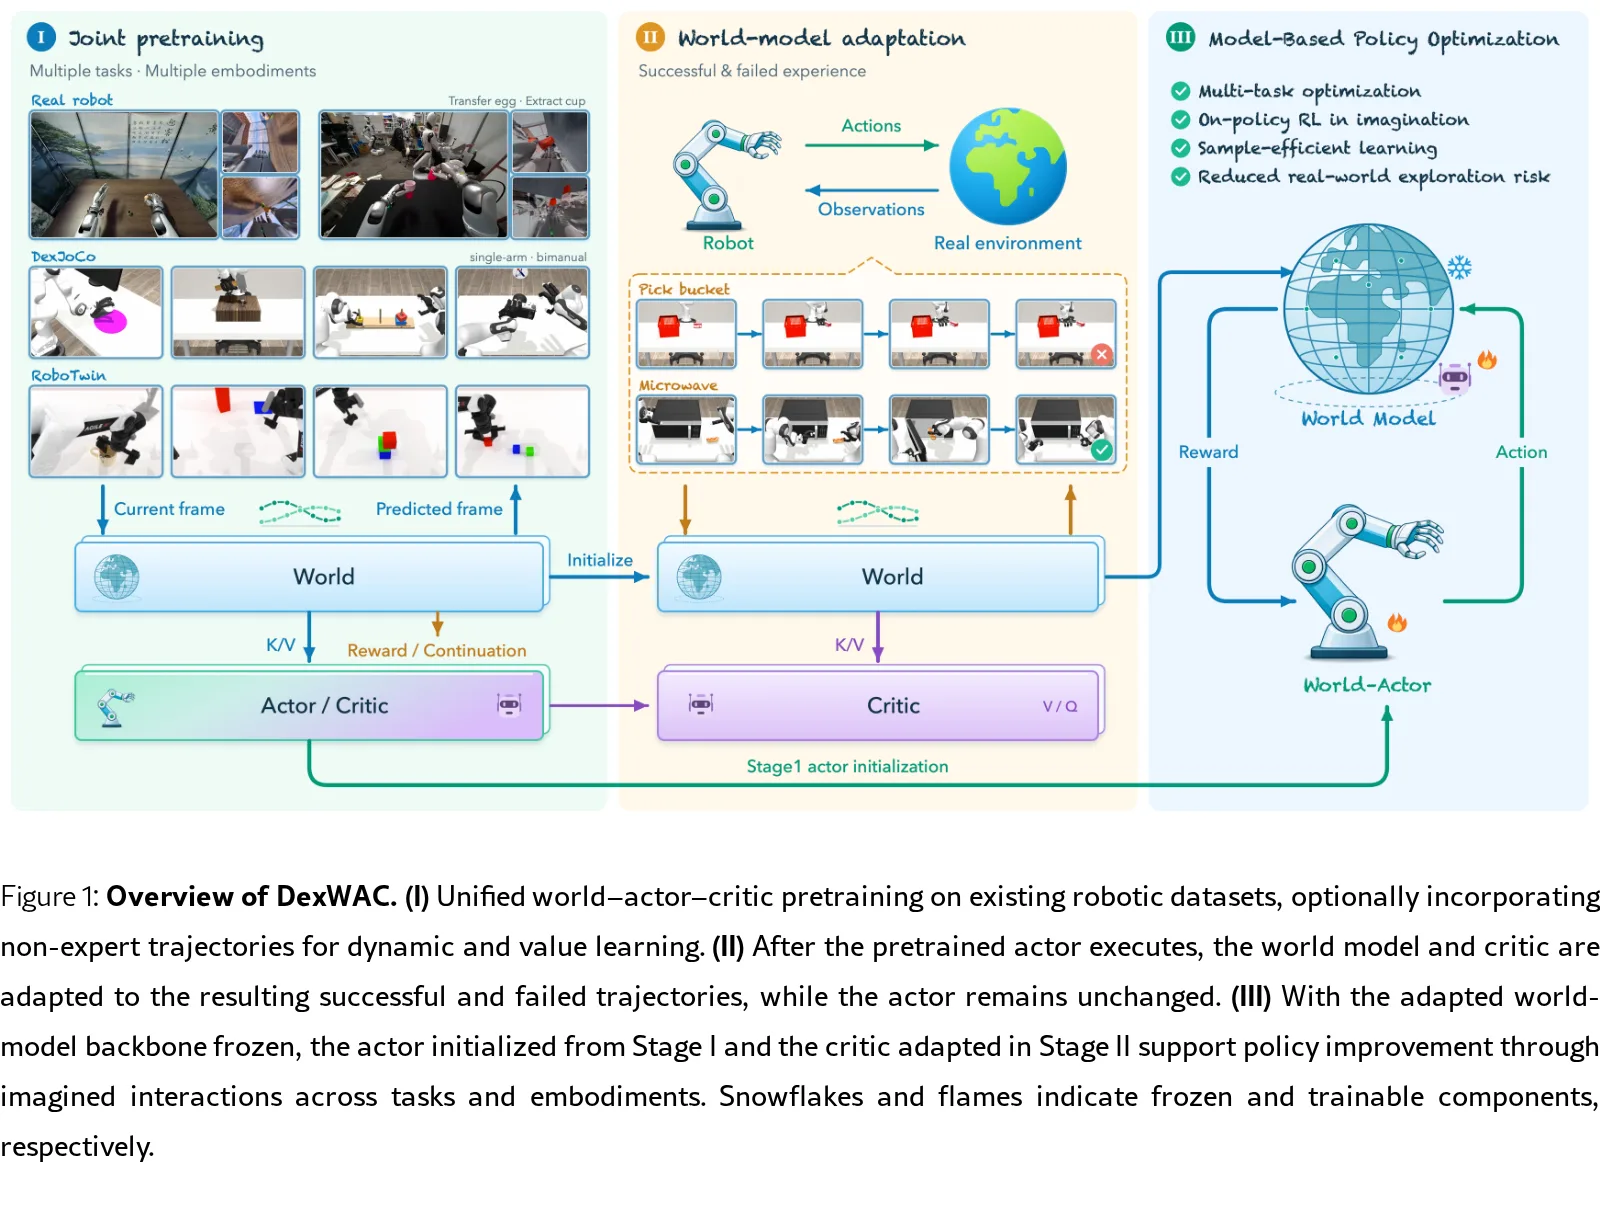 I Joint pretraining
Multiple tasks · Multiple embodiments
Real robot
Transfer egg · Extract cup
DexJoCo
single-arm · bimanual
RoboTwin
Current frame
Predicted frame
World
K/V
Reward / Continuation
Actor / Critic
Initialize
II World-model adaptation
Successful & failed experience
Actions
Observations
Robot
Real environment
Pick bucket
Microwave
World
K/V
Critic
V / Q
Stage1 actor initialization
III Model-Based Policy Optimization
Multi-task optimization
On-policy RL in imagination
Sample-efficient learning
Reduced real-world exploration risk
World Model
Reward
Action
World-Actor
Figure 1: Overview of DexWAC. (I) Unified world–actor–critic pretraining on existing robotic datasets, optionally incorporating
non-expert trajectories for dynamic and value learning. (II) After the pretrained actor executes, the world model and critic are
adapted to the resulting successful and failed trajectories, while the actor remains unchanged. (III) With the adapted world-
model backbone frozen, the actor initialized from Stage I and the critic adapted in Stage II support policy improvement through
imagined interactions across tasks and embodiments. Snowflakes and flames indicate frozen and trainable components,
respectively.